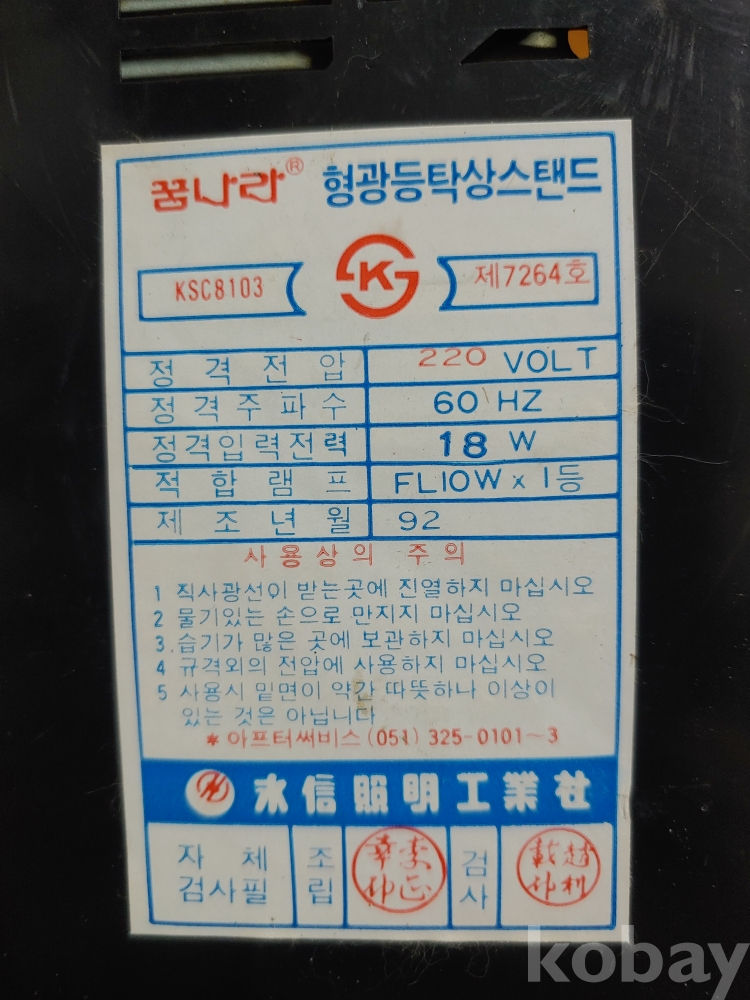 꿈나라® 형광등탁상스탠드
KSC8103 K 제7264호
정격전압 220 VOLT
정격주파수 60 HZ
정격입력전력 18 W
적합램프 FL10W x 1등
제조년월 92
사용상의 주의
1 직사광선이 받는곳에 진열하지 마십시오
2 물기있는 손으로 만지지 마십시오
3. 습기가 많은 곳에 보관하지 마십시오
4 규격외의 전압에 사용하지 마십시오
5 사용시 밑면이 약간 따뜻하나 이상이
있는 것은 아닙니다
* 아프터써비스 (051) 325-0101~3
永信照明工業社
자체 검사필 조립 검사
kobay